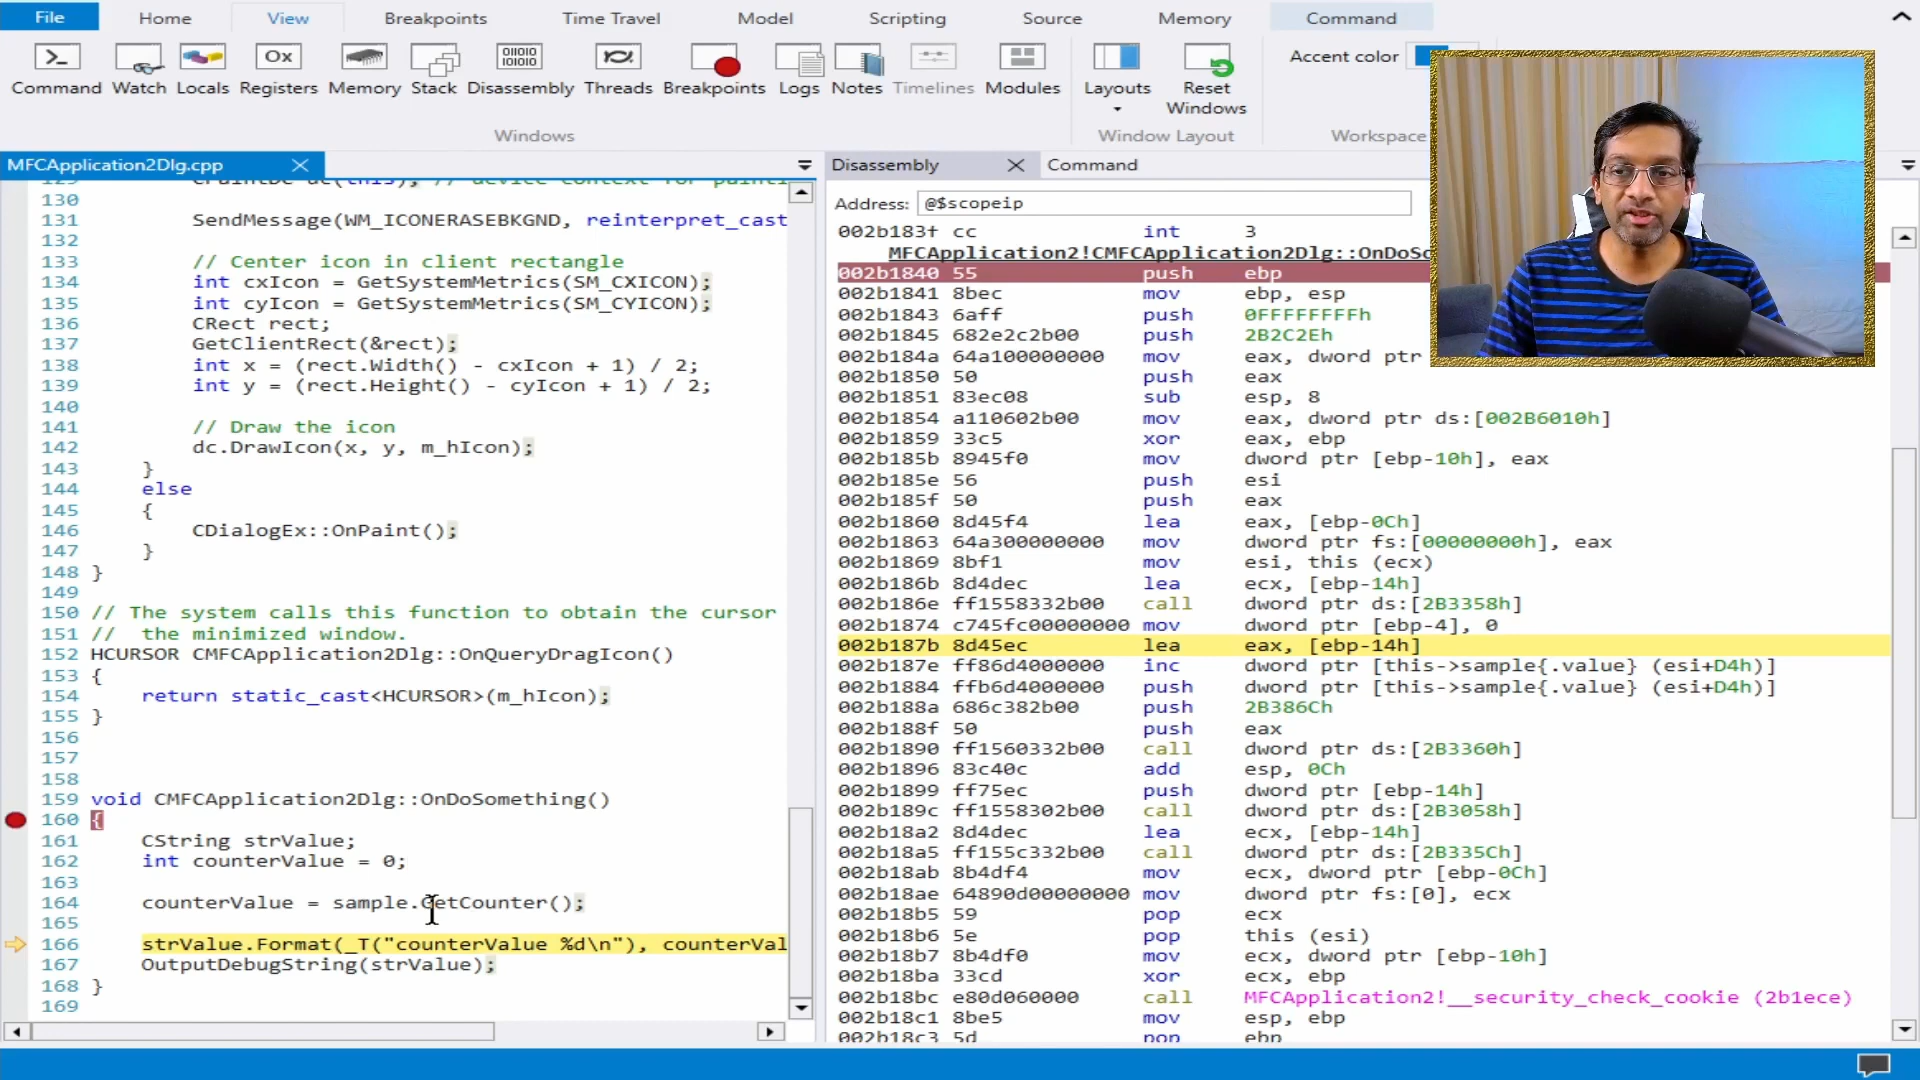 File Home View Breakpoints Time Travel Model Scripting Source Memory Command
Command Watch Locals Registers Memory Stack Disassembly Threads Breakpoints Logs Notes Timelines Modules Layouts Reset Windows Accent color
Windows Window Layout Workspace
MFCApplication2Dlg.cpp
130
131 SendMessage(WM_ICONERASEBKGND, reinterpret_cast
132
133 // Center icon in client rectangle
134 int cxIcon = GetSystemMetrics(SM_CXICON);
135 int cyIcon = GetSystemMetrics(SM_CYICON);
136 CRect rect;
137 GetClientRect(&rect);
138 int x = (rect.Width() - cxIcon + 1) / 2;
139 int y = (rect.Height() - cyIcon + 1) / 2;
140
141 // Draw the icon
142 dc.DrawIcon(x, y, m_hIcon);
143 }
144 else
145 {
146 CDialogEx::OnPaint();
147 }
148 }
149
150 // The system calls this function to obtain the cursor
151 //  the minimized window.
152 HCURSOR CMFCApplication2Dlg::OnQueryDragIcon()
153 {
154 return static_cast<HCURSOR>(m_hIcon);
155 }
156
157
158
159 void CMFCApplication2Dlg::OnDoSomething()
160 {
161 CString strValue;
162 int counterValue = 0;
163
164 counterValue = sample.GetCounter();
165
166 strValue.Format(_T("counterValue %d\n"), counterVal
167 OutputDebugString(strValue);
168 }
169
Disassembly Command
Address: @$scopeip
002b183f cc int 3
MFCApplication2!CMFCApplication2Dlg::OnDoSo
002b1840 55 push ebp
002b1841 8bec mov ebp, esp
002b1843 6aff push 0FFFFFFFFh
002b1845 682e2c2b00 push 2B2C2Eh
002b184a 64a100000000 mov eax, dword ptr
002b1850 50 push eax
002b1851 83ec08 sub esp, 8
002b1854 a110602b00 mov eax, dword ptr ds:[002B6010h]
002b1859 33c5 xor eax, ebp
002b185b 8945f0 mov dword ptr [ebp-10h], eax
002b185e 56 push esi
002b185f 50 push eax
002b1860 8d45f4 lea eax, [ebp-0Ch]
002b1863 64a300000000 mov dword ptr fs:[00000000h], eax
002b1869 8bf1 mov esi, this (ecx)
002b186b 8d4dec lea ecx, [ebp-14h]
002b186e ff1558332b00 call dword ptr ds:[2B3358h]
002b1874 c745fc00000000 mov dword ptr [ebp-4], 0
002b187b 8d45ec lea eax, [ebp-14h]
002b187e ff86d4000000 inc dword ptr [this->sample{.value} (esi+D4h)]
002b1884 ffb6d4000000 push dword ptr [this->sample{.value} (esi+D4h)]
002b188a 686c382b00 push 2B386Ch
002b188f 50 push eax
002b1890 ff1560332b00 call dword ptr ds:[2B3360h]
002b1896 83c40c add esp, 0Ch
002b1899 ff75ec push dword ptr [ebp-14h]
002b189c ff1558302b00 call dword ptr ds:[2B3058h]
002b18a2 8d4dec lea ecx, [ebp-14h]
002b18a5 ff155c332b00 call dword ptr ds:[2B335Ch]
002b18ab 8b4df4 mov ecx, dword ptr [ebp-0Ch]
002b18ae 64890d00000000 mov dword ptr fs:[0], ecx
002b18b5 59 pop ecx
002b18b6 5e pop this (esi)
002b18b7 8b4df0 mov ecx, dword ptr [ebp-10h]
002b18ba 33cd xor ecx, ebp
002b18bc e80d060000 call MFCApplication2!__security_check_cookie (2b1ece)
002b18c1 8be5 mov esp, ebp
002b18c3 5d pop ebp